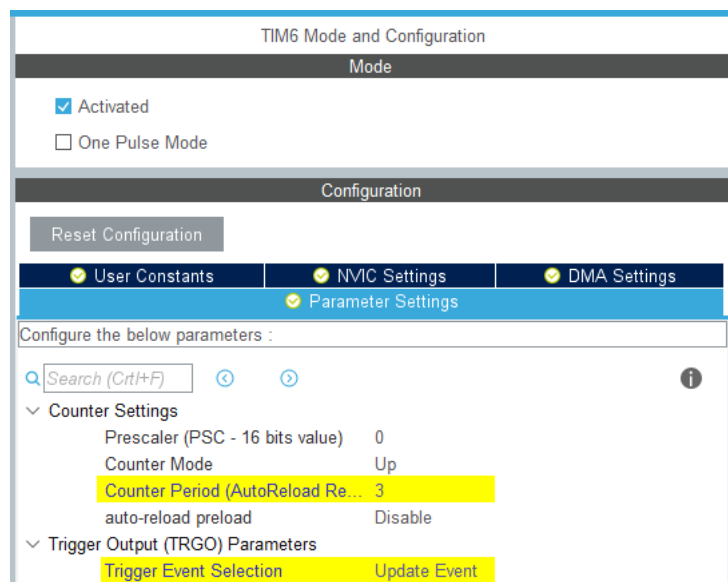 TIM6 Mode and Configuration
Mode
Activated
One Pulse Mode
Configuration
Reset Configuration
User Constants NVIC Settings DMA Settings
Parameter Settings
Configure the below parameters :
Search (Crtl+F)
Counter Settings
Prescaler (PSC - 16 bits value) 0
Counter Mode Up
Counter Period (AutoReload Re... 3
auto-reload preload Disable
Trigger Output (TRGO) Parameters
Trigger Event Selection Update Event